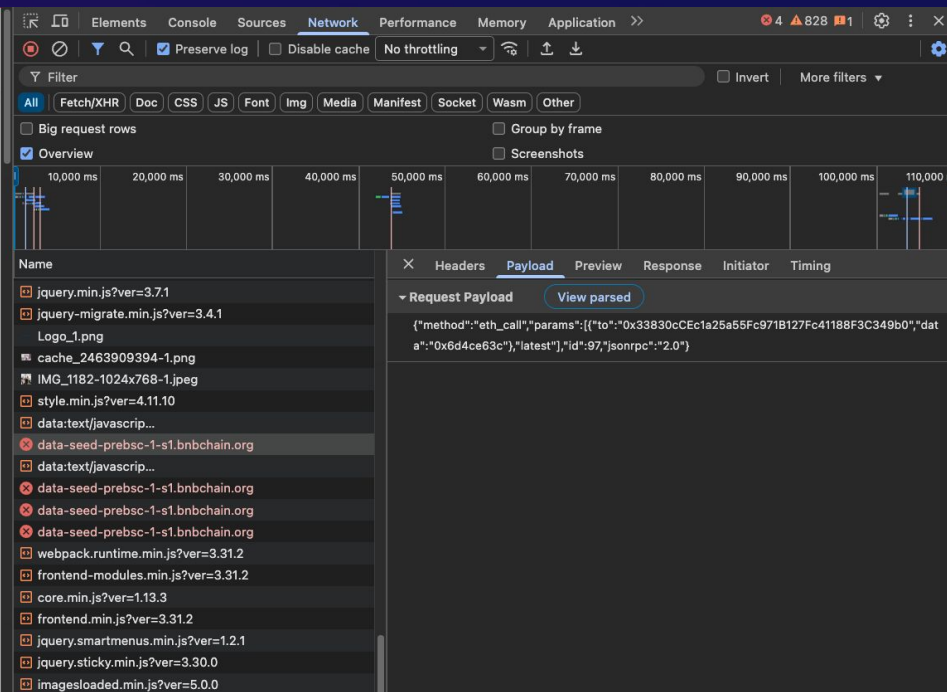 Elements Console Sources Network Performance Memory Application 4 828 1
Preserve log Disable cache No throttling
Filter Invert More filters
All Fetch/XHR Doc CSS JS Font Img Media Manifest Socket Wasm Other
Big request rows Group by frame
Overview Screenshots
10,000 ms 20,000 ms 30,000 ms 40,000 ms 50,000 ms 60,000 ms 70,000 ms 80,000 ms 90,000 ms 100,000 ms 110,000
Name
jquery.min.js?ver=3.7.1
jquery-migrate.min.js?ver=3.4.1
Logo_1.png
cache_2463909394-1.png
IMG_1182-1024x768-1.jpeg
style.min.js?ver=4.11.10
data:text/javascrip...
data-seed-prebsc-1-s1.bnbchain.org
data:text/javascrip...
data-seed-prebsc-1-s1.bnbchain.org
data-seed-prebsc-1-s1.bnbchain.org
data-seed-prebsc-1-s1.bnbchain.org
webpack.runtime.min.js?ver=3.31.2
frontend-modules.min.js?ver=3.31.2
core.min.js?ver=1.13.3
frontend.min.js?ver=3.31.2
jquery.smartmenus.min.js?ver=1.2.1
jquery.sticky.min.js?ver=3.30.0
imagesloaded.min.js?ver=5.0.0
Headers Payload Preview Response Initiator Timing
Request Payload View parsed
{"method":"eth_call","params":[{"to":"0x33830cCEc1a25a55Fc971B127Fc41188F3C349b0","dat
a":"0x6d4ce63c"},"latest"],"id":97,"jsonrpc":"2.0"}